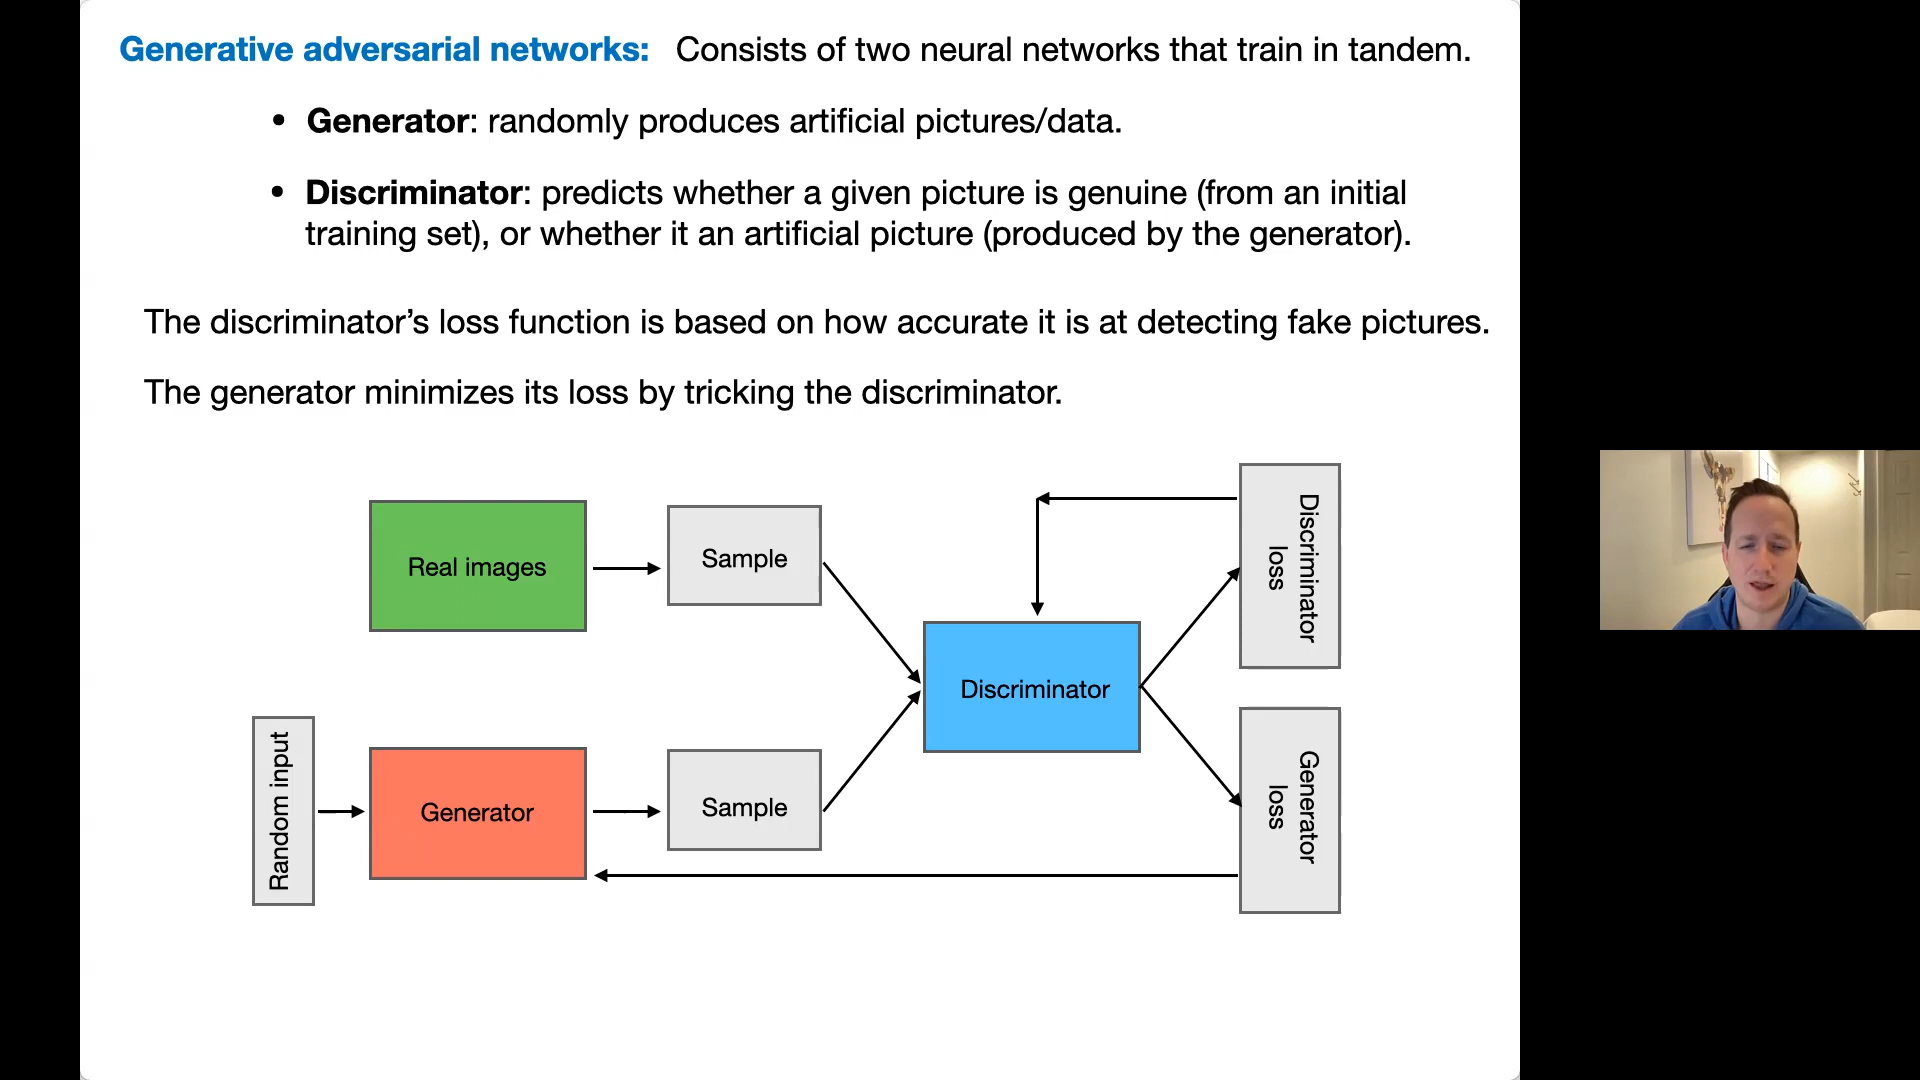 Generative adversarial networks: Consists of two neural networks that train in tandem.
• Generator: randomly produces artificial pictures/data.
• Discriminator: predicts whether a given picture is genuine (from an initial
training set), or whether it an artificial picture (produced by the generator).
The discriminator’s loss function is based on how accurate it is at detecting fake pictures.
The generator minimizes its loss by tricking the discriminator.
Real images
Sample
Discriminator
loss
Discriminator
Random input
Generator
Sample
Generator
loss